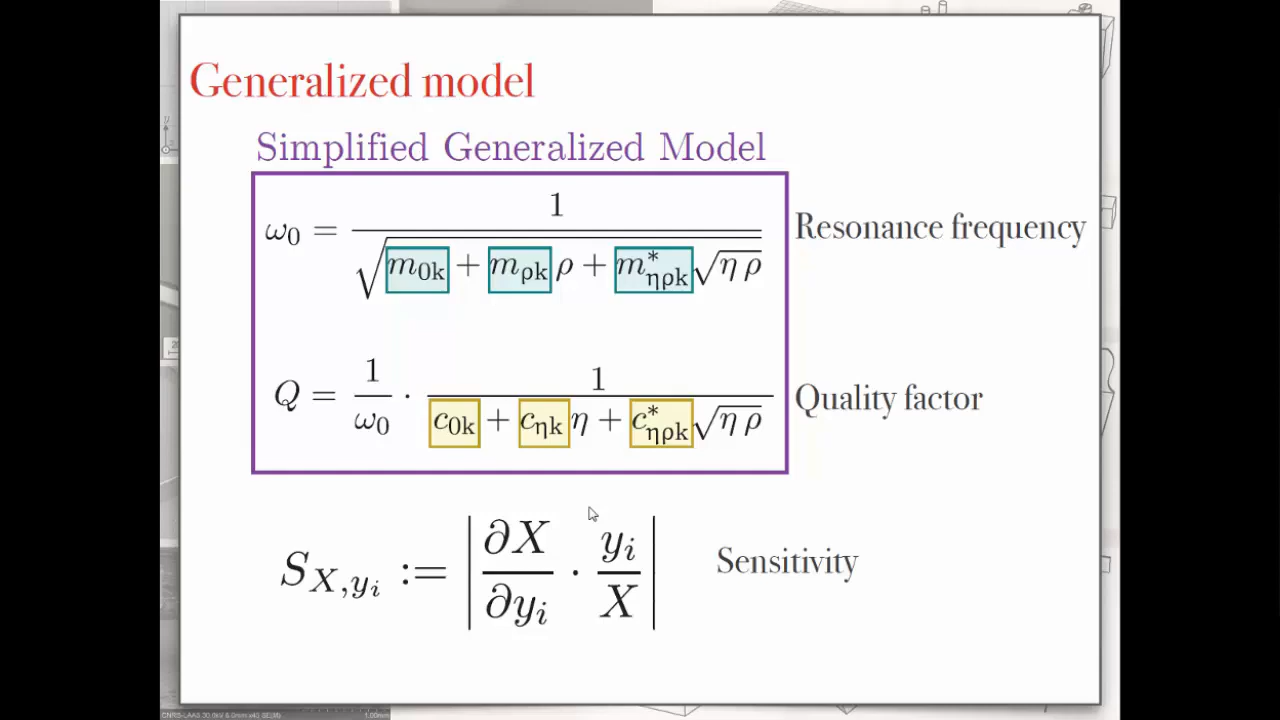 Generalized model
Simplified Generalized Model
ω₀ = 1 / √(m₀ₖ + m_ρk ρ + m*_ηρk √(η ρ))
Resonance frequency
Q = 1/ω₀ · 1 / (c₀ₖ + c_ηk η + c*_ηρk √(η ρ))
Quality factor
S_X,yᵢ := | ∂X/∂yᵢ · yᵢ/X |
Sensitivity